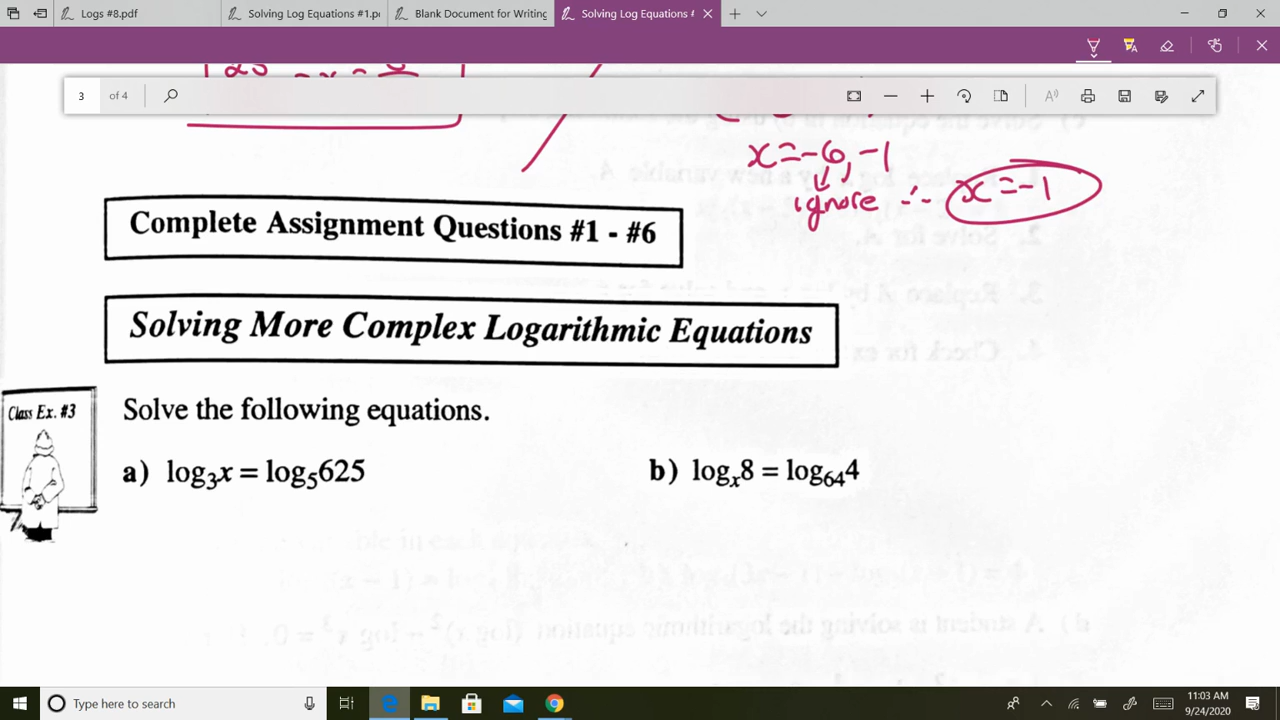 Logs #8.pdf
Solving Log Equations #1.p
Blank Document for Writing
Solving Log Equations #
3 of 4
x = -6, -1
ignore ∴ x = -1
Complete Assignment Questions #1 - #6
Solving More Complex Logarithmic Equations
Class Ex. #3
Solve the following equations.
a) log₃x = log₅625
b) logₓ8 = log₆₄4
Type here to search
11:03 AM
9/24/2020